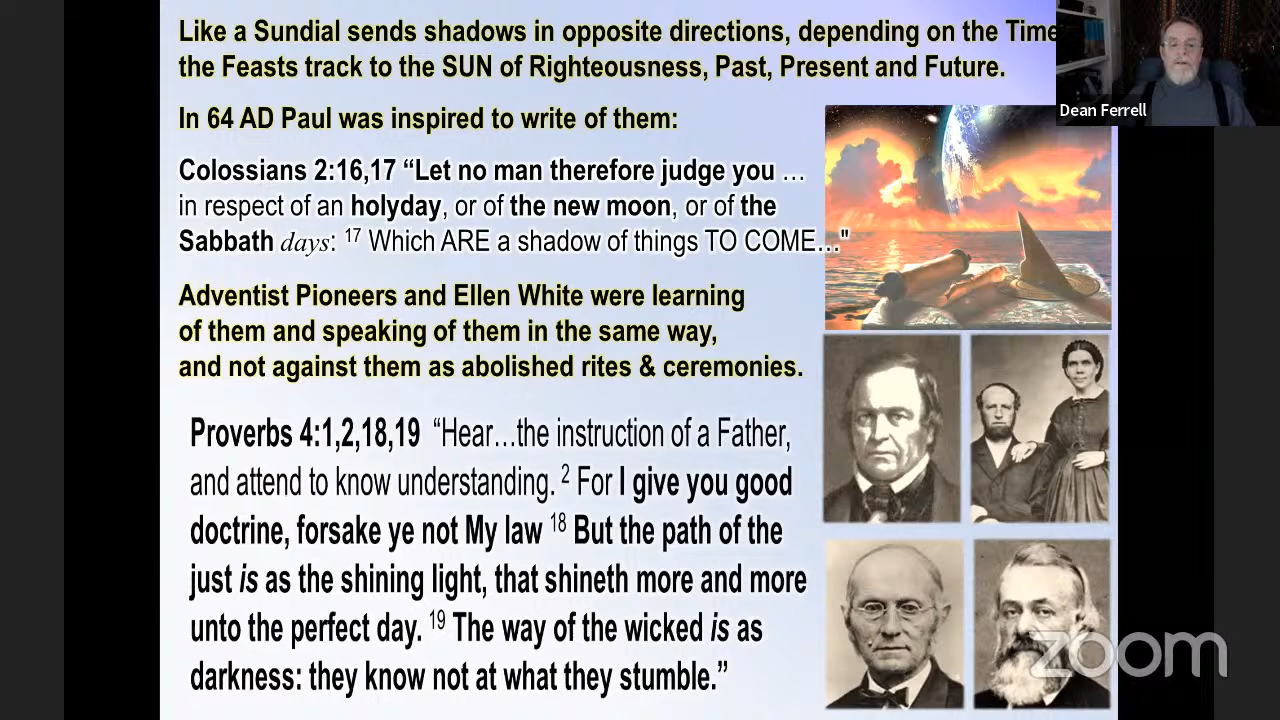 Like a Sundial sends shadows in opposite directions, depending on the Time
the Feasts track to the SUN of Righteousness, Past, Present and Future.
In 64 AD Paul was inspired to write of them:
Colossians 2:16,17 “Let no man therefore judge you …
in respect of an holyday, or of the new moon, or of the
Sabbath days: 17 Which ARE a shadow of things TO COME…"
Adventist Pioneers and Ellen White were learning
of them and speaking of them in the same way,
and not against them as abolished rites & ceremonies.
Proverbs 4:1,2,18,19 “Hear…the instruction of a Father,
and attend to know understanding. 2 For I give you good
doctrine, forsake ye not My law 18 But the path of the
just is as the shining light, that shineth more and more
unto the perfect day. 19 The way of the wicked is as
darkness: they know not at what they stumble.”
Dean Ferrell
zoom